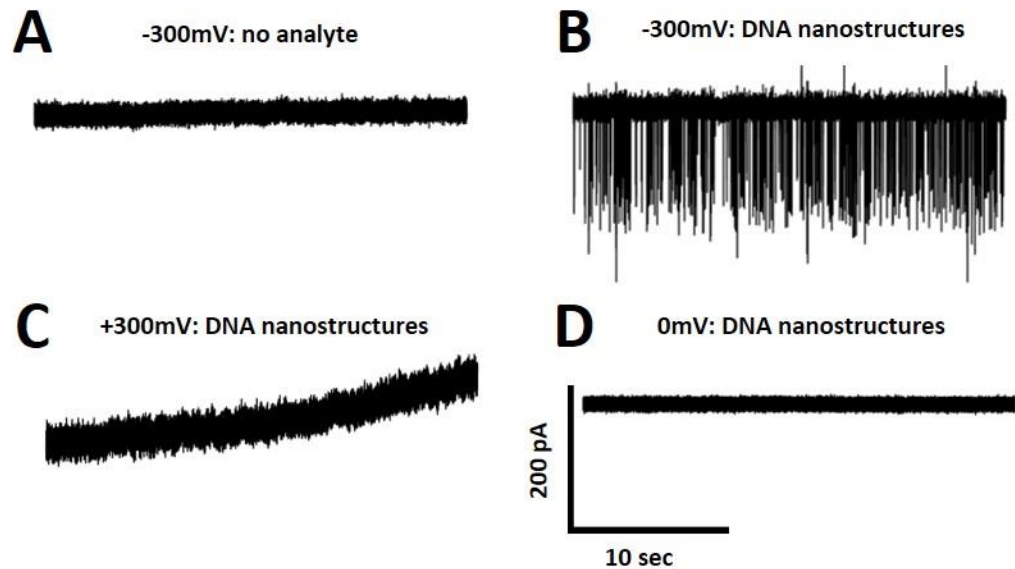 A
-300mV: no analyte
B
-300mV: DNA nanostructures
C
+300mV: DNA nanostructures
D
0mV: DNA nanostructures
200 pA
10 sec